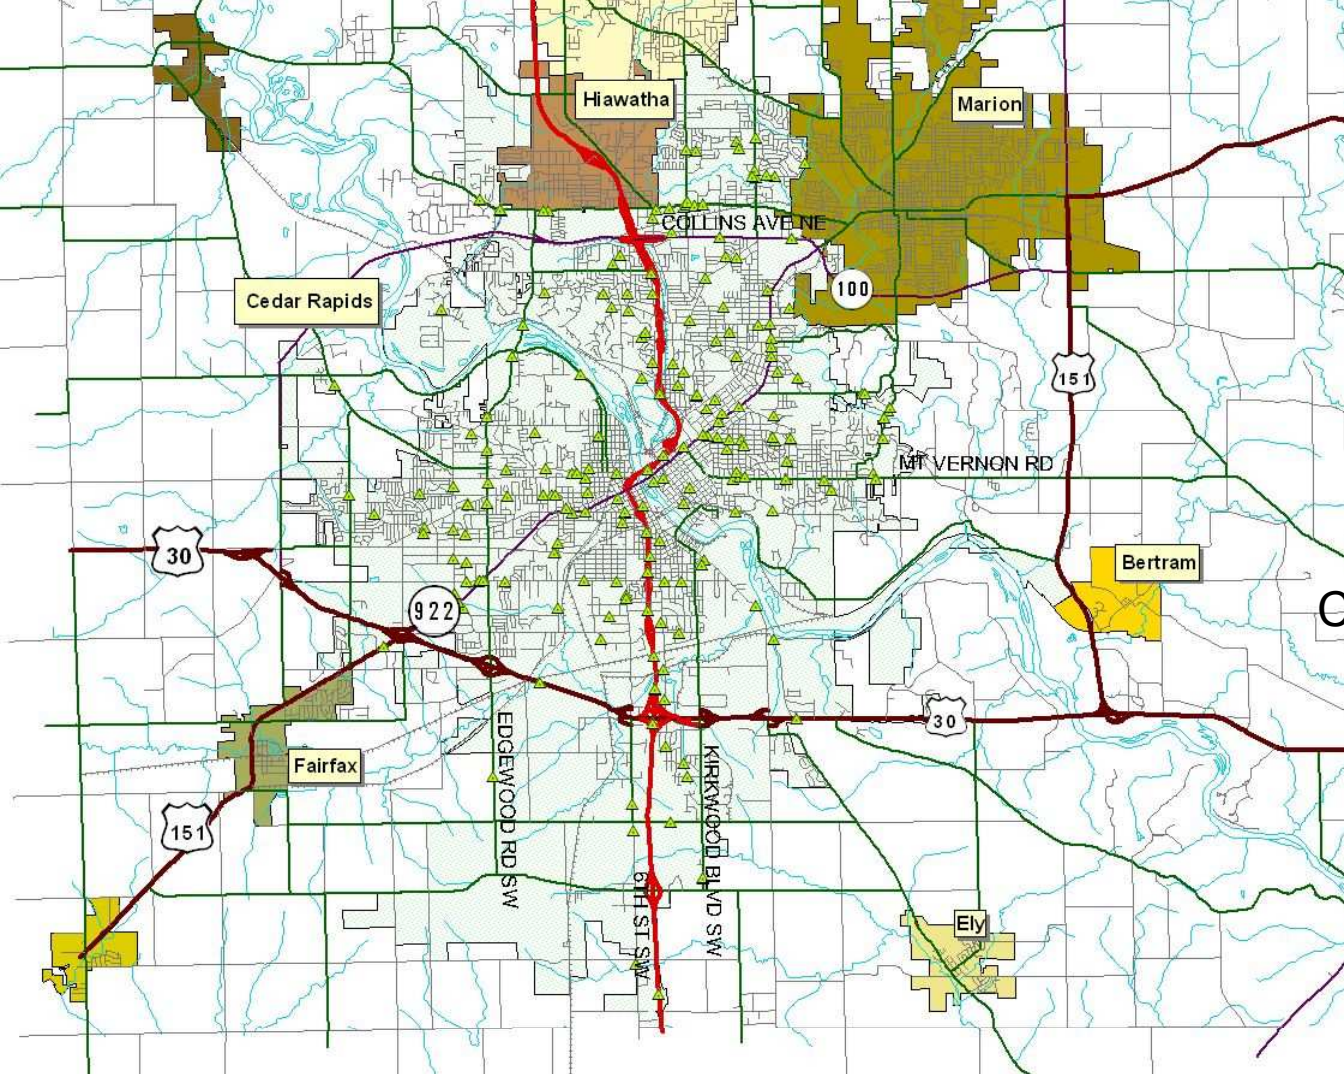 Hiawatha
Marion
COLLINS AVE NE
100
Cedar Rapids
151
MT VERNON RD
30
Bertram
922
C
30
EDGEWOOD RD SW
KIRKWOOD BLVD SW
Fairfax
151
6TH ST SW
Ely